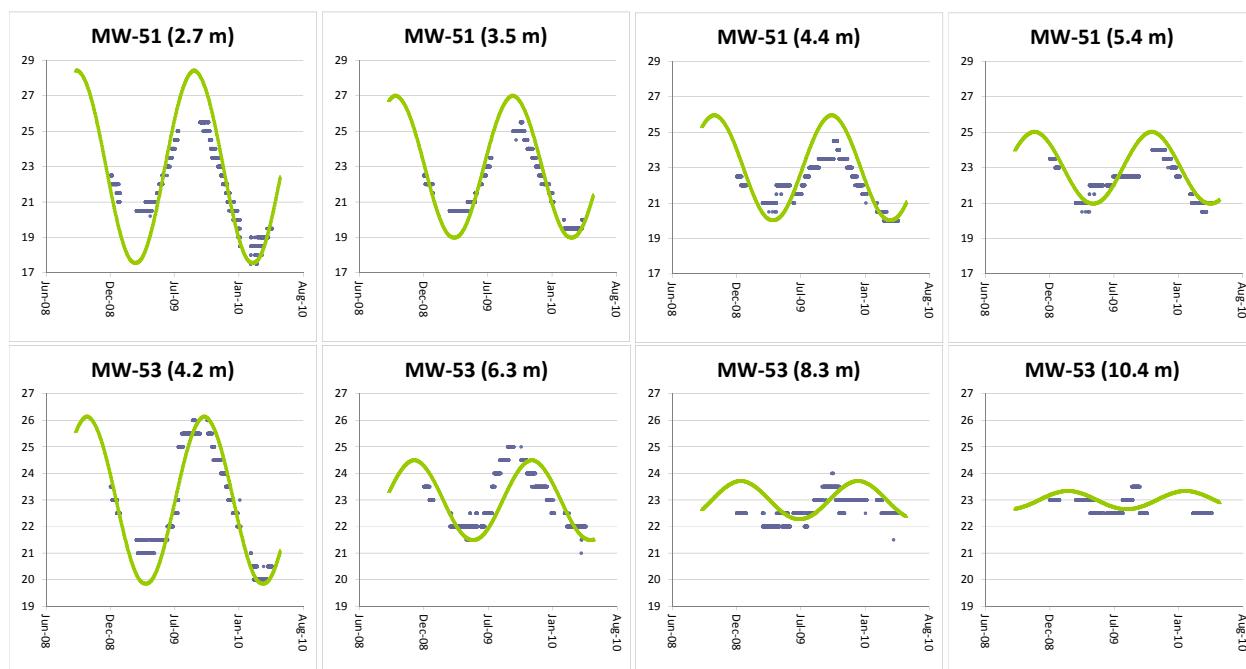 MW-51 (2.7 m)
29
27
25
23
21
19
17
Jun-08
Dec-08
Jul-09
Jan-10
Aug-10
MW-51 (3.5 m)
29
27
25
23
21
19
17
Jun-08
Dec-08
Jul-09
Jan-10
Aug-10
MW-51 (4.4 m)
29
27
25
23
21
19
17
Jun-08
Dec-08
Jul-09
Jan-10
Aug-10
MW-51 (5.4 m)
29
27
25
23
21
19
17
Jun-08
Dec-08
Jul-09
Jan-10
Aug-10
MW-53 (4.2 m)
27
26
25
24
23
22
21
20
19
Jun-08
Dec-08
Jul-09
Jan-10
Aug-10
MW-53 (6.3 m)
27
26
25
24
23
22
21
20
19
Jun-08
Dec-08
Jul-09
Jan-10
Aug-10
MW-53 (8.3 m)
27
26
25
24
23
22
21
20
19
Jun-08
Dec-08
Jul-09
Jan-10
Aug-10
MW-53 (10.4 m)
27
26
25
24
23
22
21
20
19
Jun-08
Dec-08
Jul-09
Jan-10
Aug-10